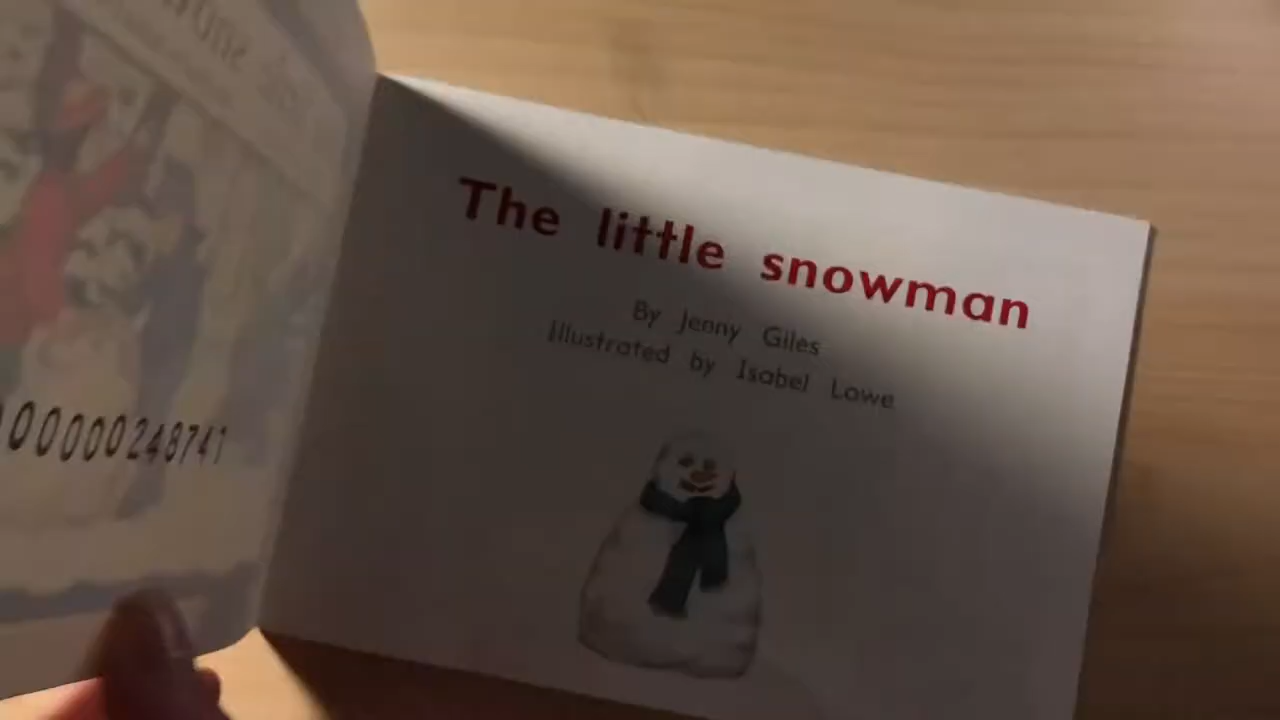 00000248741
The little snowman
By Jenny Giles
Illustrated by Isabel Lowe